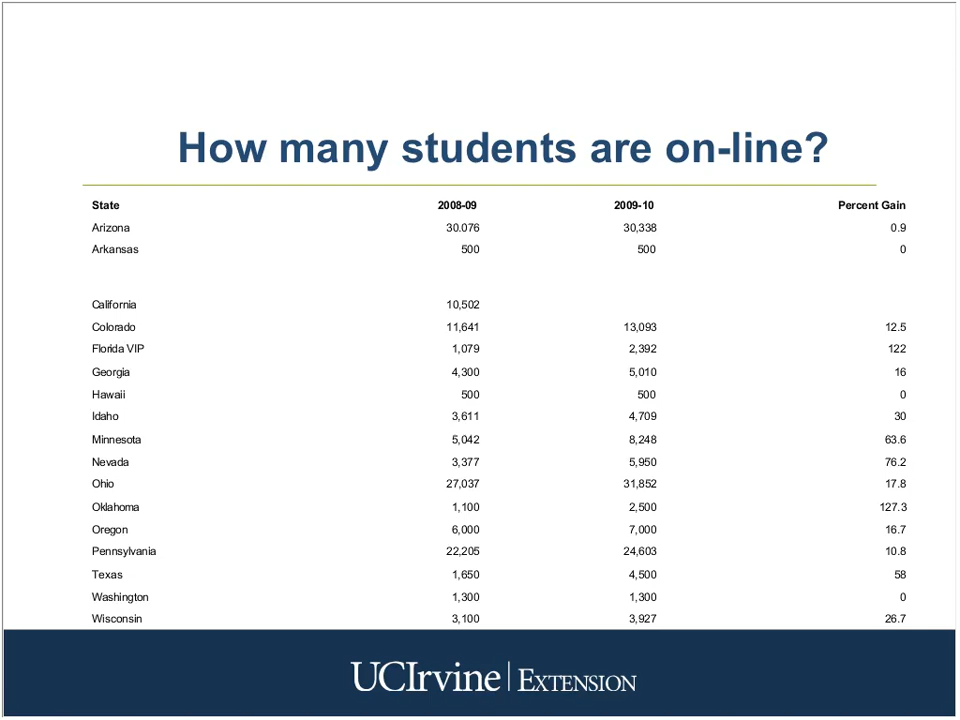 How many students are on-line?
State 2008-09 2009-10 Percent Gain
Arizona 30.076 30,338 0.9
Arkansas 500 500 0
California 10,502
Colorado 11,641 13,093 12.5
Florida VIP 1,079 2,392 122
Georgia 4,300 5,010 16
Hawaii 500 500 0
Idaho 3,611 4,709 30
Minnesota 5,042 8,248 63.6
Nevada 3,377 5,950 76.2
Ohio 27,037 31,852 17.8
Oklahoma 1,100 2,500 127.3
Oregon 6,000 7,000 16.7
Pennsylvania 22,205 24,603 10.8
Texas 1,650 4,500 58
Washington 1,300 1,300 0
Wisconsin 3,100 3,927 26.7
UCIrvine | EXTENSION